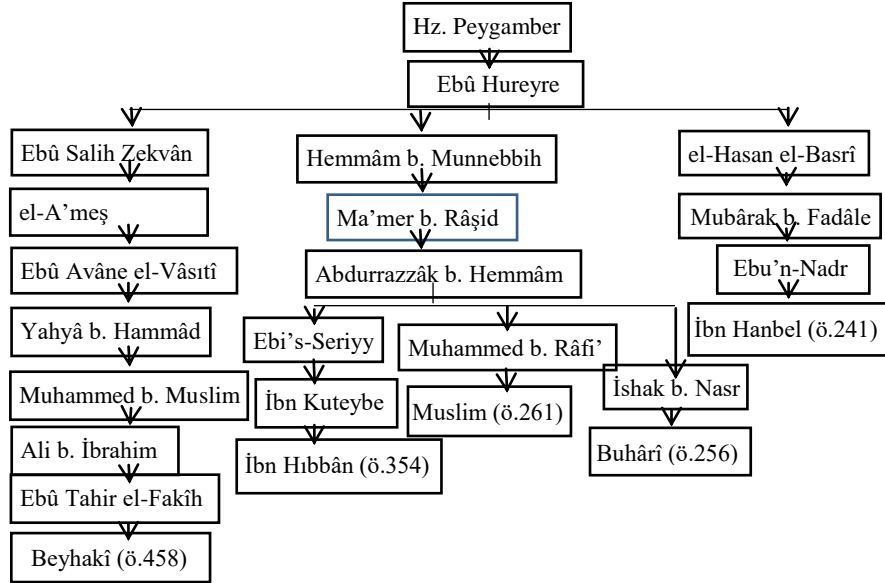 Hz. Peygamber
Ebû Hureyre
Ebû Salih Zekvân
Hemmâm b. Munnebbih
el-Hasan el-Basrî
el-A’meş
Ma’mer b. Râşid
Mubârak b. Fadâle
Ebû Avâne el-Vâsıtî
Abdurrazzâk b. Hemmâm
Ebu’n-Nadr
Yahyâ b. Hammâd
Ebi’s-Seriyy
Muhammed b. Râfi’
İbn Hanbel (ö.241)
Muhammed b. Muslim
İbn Kuteybe
Muslim (ö.261)
İshak b. Nasr
Ali b. İbrahim
İbn Hıbbân (ö.354)
Buhârî (ö.256)
Ebû Tahir el-Fakîh
Beyhakî (ö.458)